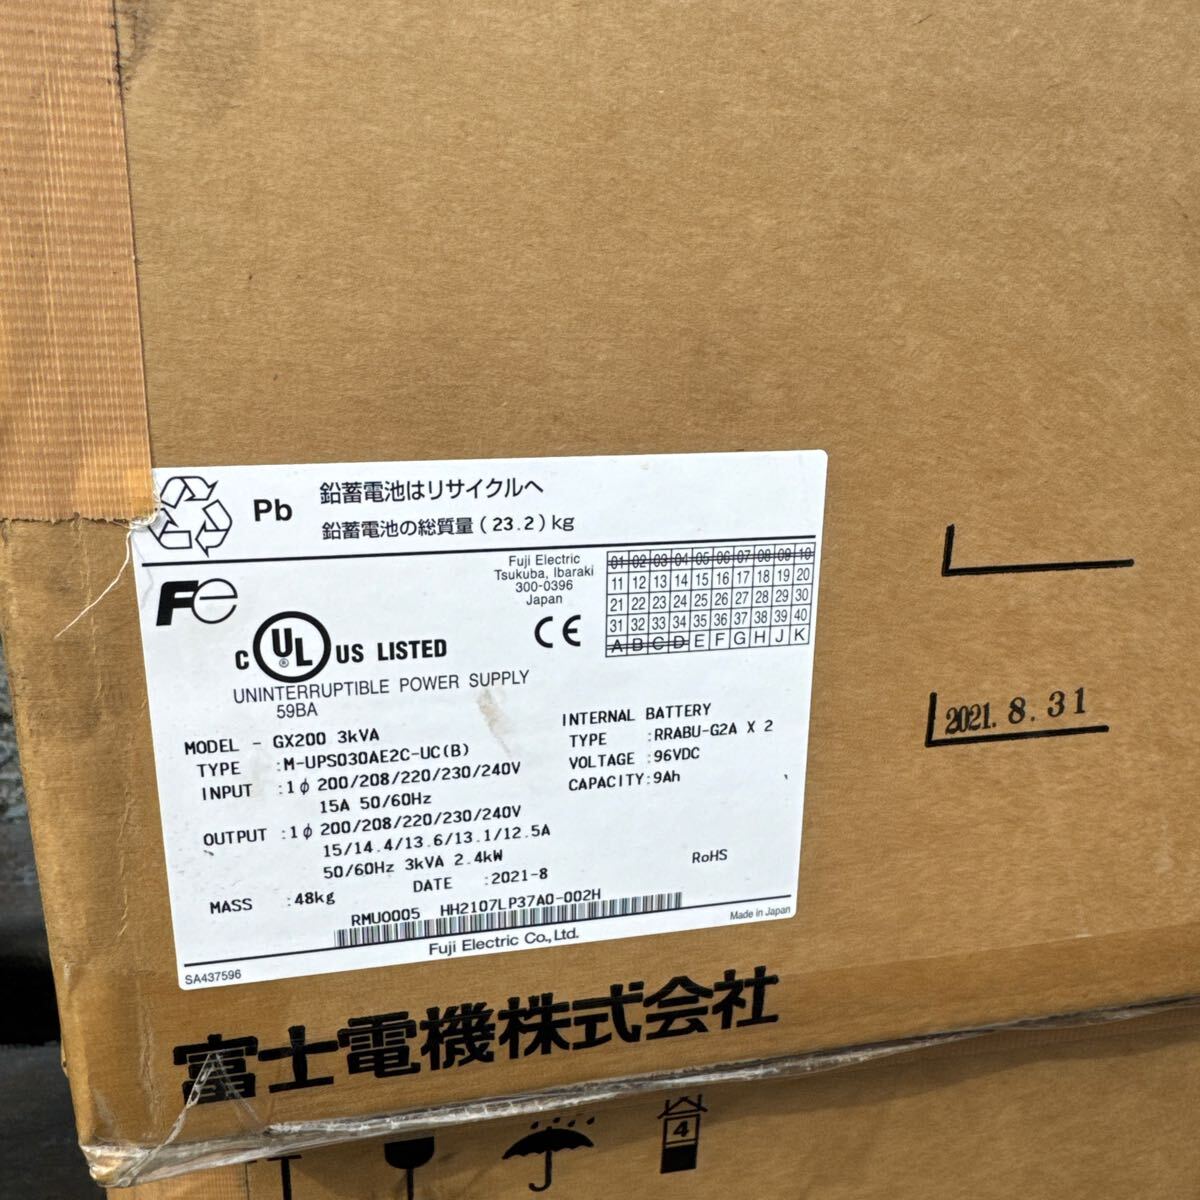 Pb 鉛蓄電池はリサイクルへ
鉛蓄電池の総質量(23.2)kg
Fe
Fuji Electric
Tsukuba, Ibaraki
300-0396
Japan
CE
01 02 03 04 05 06 07 08 09 10
11 12 13 14 15 16 17 18 19 20
21 22 23 24 25 26 27 28 29 30
31 32 33 34 35 36 37 38 39 40
A B C D E F G H J K
C UL ® US LISTED
UNINTERRUPTIBLE POWER SUPPLY
59BA
MODEL - GX200 3kVA
TYPE :M-UPS030AE2C-UC(B)
INPUT :1φ 200/208/220/230/240V
15A 50/60Hz
OUTPUT :1φ 200/208/220/230/240V
15/14.4/13.6/13.1/12.5A
50/60Hz 3kVA 2.4kW
MASS :48kg
DATE :2021-8
INTERNAL BATTERY
TYPE :RRABU-G2A X 2
VOLTAGE :96VDC
CAPACITY:9Ah
RoHS
RMU0005 HH2107LP37A0-002H
Fuji Electric Co., Ltd.
Made in Japan
SA437596
2021. 8. 31
富士電機株式会社
4